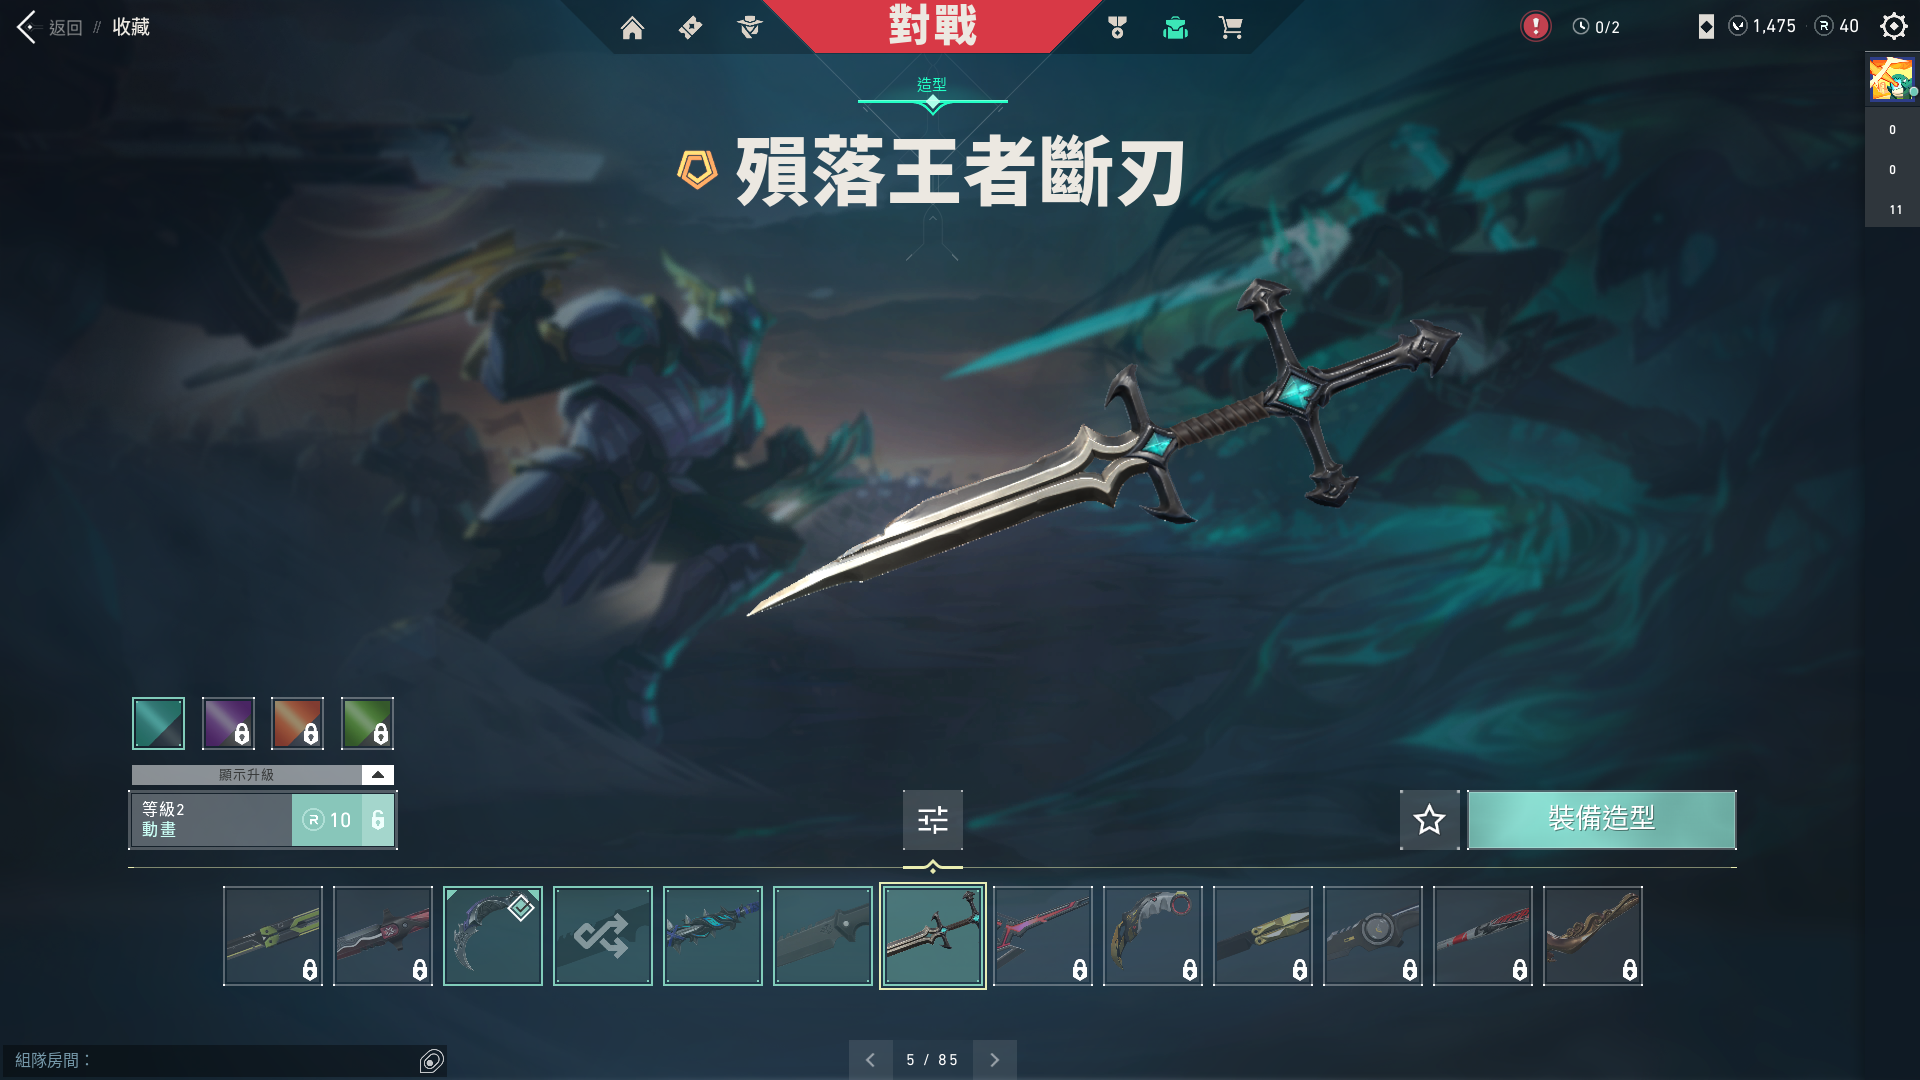 返回 // 收藏
對戰
0/2
1,475
40
造型
殞落王者斷刃
0
0
11
顯示升級
等級2
動畫
R 10
裝備造型
組隊房間：
5 / 85